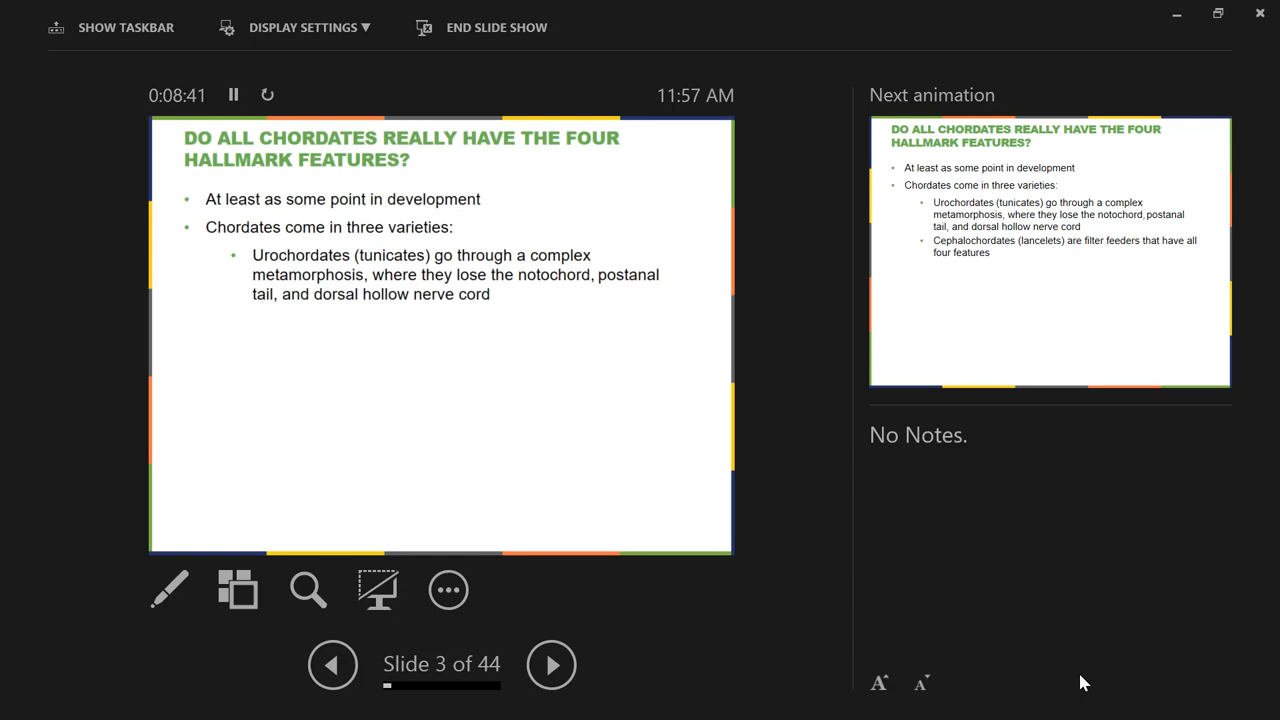 SHOW TASKBAR
DISPLAY SETTINGS ▼
END SLIDE SHOW
0:08:41
11:57 AM
DO ALL CHORDATES REALLY HAVE THE FOUR
HALLMARK FEATURES?
• At least as some point in development
• Chordates come in three varieties:
• Urochordates (tunicates) go through a complex
metamorphosis, where they lose the notochord, postanal
tail, and dorsal hollow nerve cord
Slide 3 of 44
Next animation
DO ALL CHORDATES REALLY HAVE THE FOUR
HALLMARK FEATURES?
• At least as some point in development
• Chordates come in three varieties:
• Urochordates (tunicates) go through a complex
metamorphosis, where they lose the notochord, postanal
tail, and dorsal hollow nerve cord
• Cephalochordates (lancelets) are filter feeders that have all
four features
No Notes.
A A